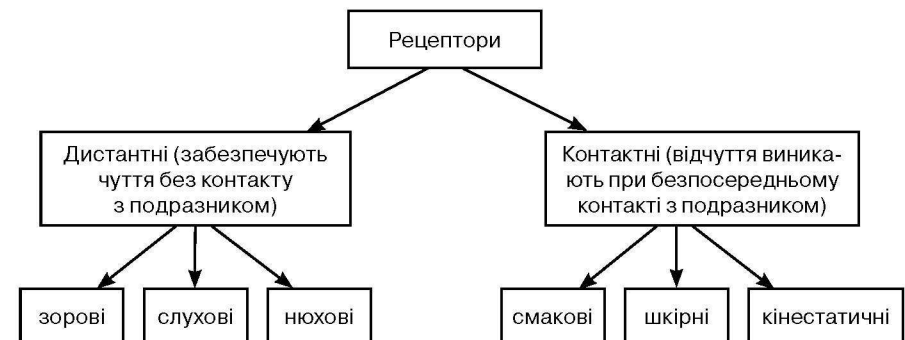 Рецептори
Дистантні (забезпечують
чуття без контакту
з подразником)
Контактні (відчуття виника-
ють при безпосередньому
контакті з подразником)
зорові
слухові
нюхові
смакові
шкірні
кінестатичні